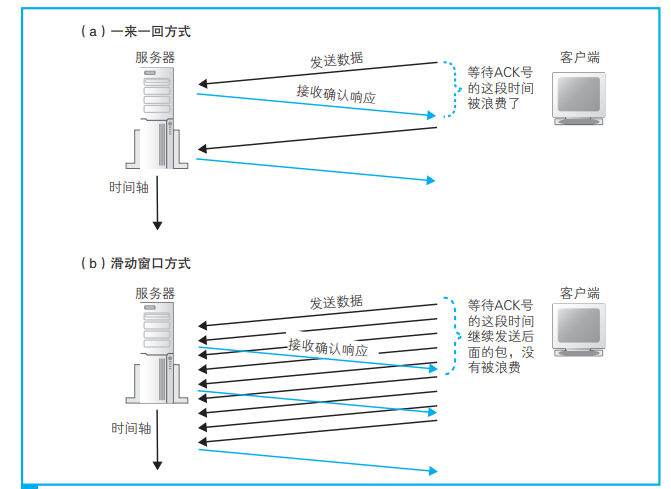 （a）一来一回方式
服务器
发送数据
客户端
接收确认响应
等待ACK号
的这段时间
被浪费了
时间轴
（b）滑动窗口方式
服务器
发送数据
客户端
接收确认响应
等待ACK号
的这段时间
继续发送后
面的包，没
有被浪费
时间轴